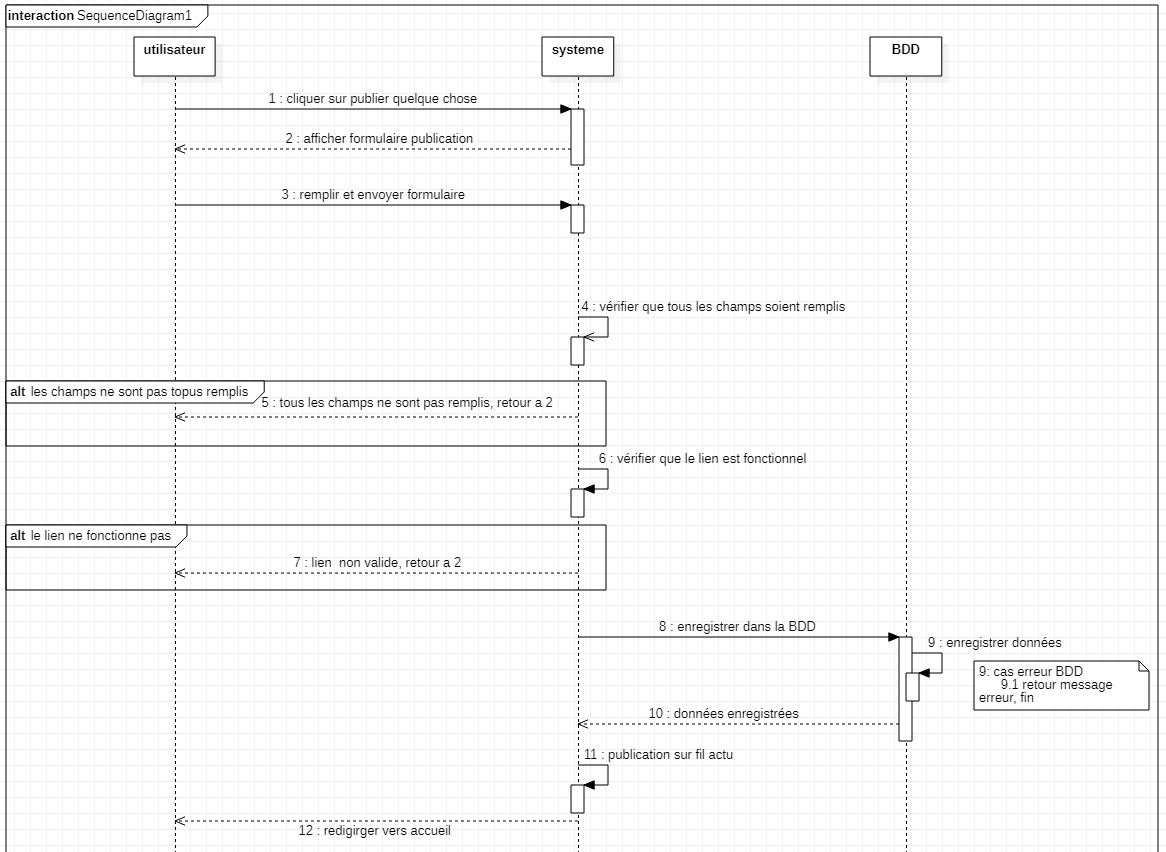 interaction SequenceDiagram1
utilisateur
systeme
BDD
1 : cliquer sur publier quelque chose
2 : afficher formulaire publication
3 : remplir et envoyer formulaire
4 : vérifier que tous les champs soient remplis
alt les champs ne sont pas topus remplis
5 : tous les champs ne sont pas remplis, retour a 2
6 : vérifier que le lien est fonctionnel
alt le lien ne fonctionne pas
7 : lien non valide, retour a 2
8 : enregistrer dans la BDD
9 : enregistrer données
9: cas erreur BDD
9.1 retour message
erreur, fin
10 : données enregistrées
11 : publication sur fil actu
12 : redigirger vers accueil